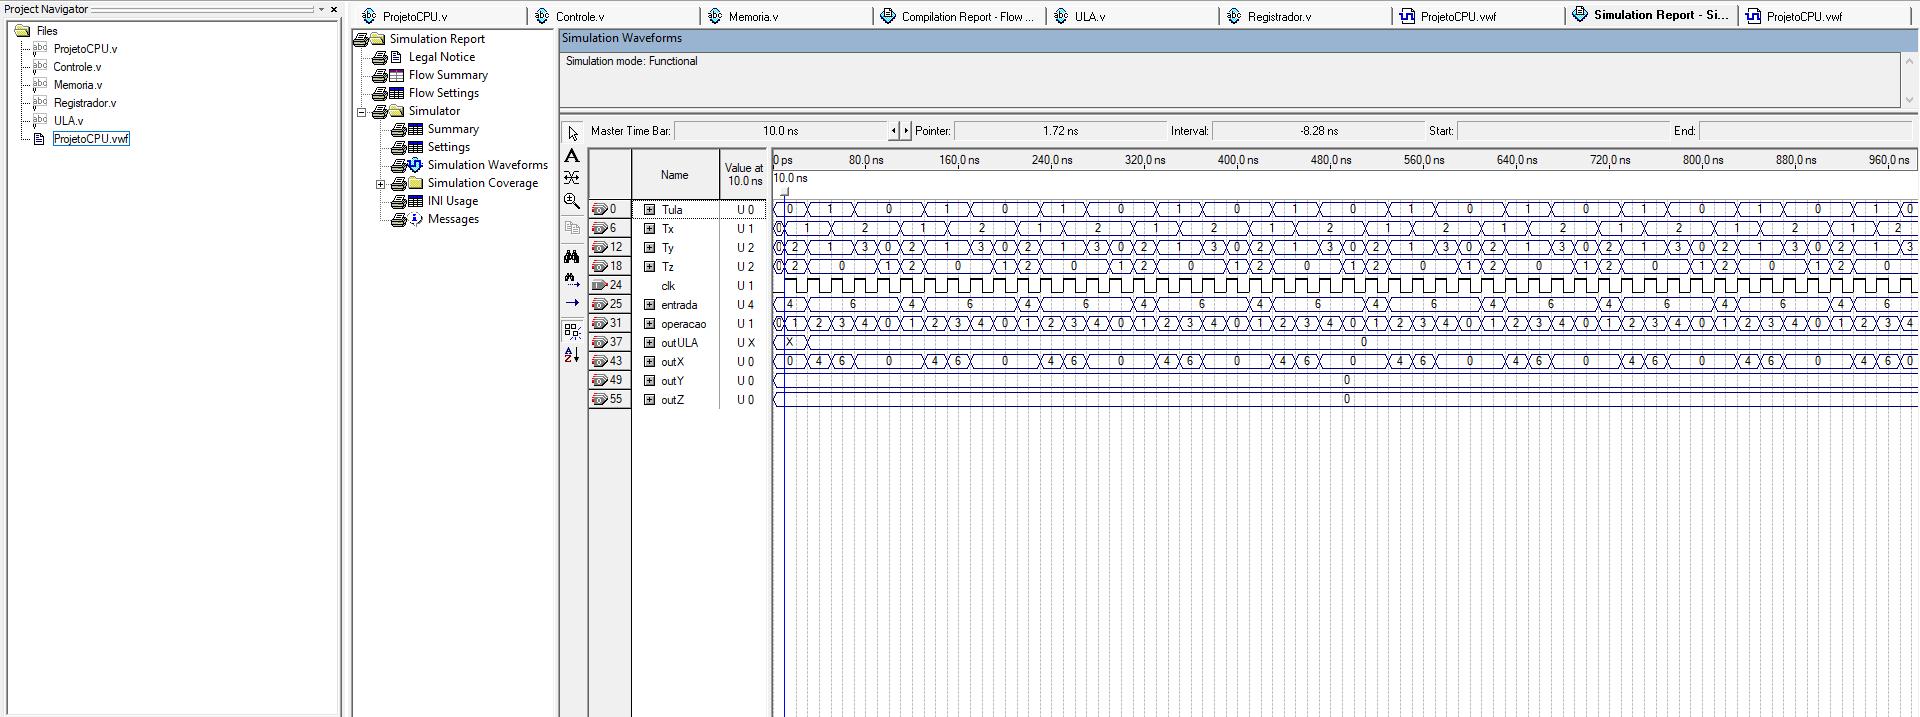 Project Navigator
Files
ProjetoCPU.v
Controle.v
Memoria.v
Registrador.v
ULA.v
ProjetoCPU.vwf
ProjetoCPU.v Controle.v Memoria.v Compilation Report - Flow ... ULA.v Registrador.v ProjetoCPU.vwf Simulation Report - Si... ProjetoCPU.vwf
Simulation Report
Legal Notice
Flow Summary
Flow Settings
Simulator
Summary
Settings
Simulation Waveforms
Simulation Coverage
INI Usage
Messages
Simulation Waveforms
Simulation mode: Functional
Master Time Bar: 10.0 ns Pointer: 1.72 ns Interval: -8.28 ns Start: End:
Name Value at 10.0 ns
0 ps 80.0 ns 160.0 ns 240.0 ns 320.0 ns 400.0 ns 480.0 ns 560.0 ns 640.0 ns 720.0 ns 800.0 ns 880.0 ns 960.0 ns
10.0 ns
0 Tula U 0 0 1 0 1 0 1 0 1 0 1 0 1 0 1 0 1 0 1 0 1 0
6 Tx U 1 0 1 2 1 2 1 2 1 2 1 2 1 2 1 2 1 2 1 2 1 2
12 Ty U 2 0 2 1 3 0 2 1 3 0 2 1 3 0 2 1 3 0 2 1 3 0 2 1 3 0 2 1 3 0 2 1 3 0 2 1 3 0 2 1 3
18 Tz U 2 0 2 0 1 2 0 1 2 0 1 2 0 1 2 0 1 2 0 1 2 0 1 2 0 1 2 0 1 2 0
24 clk U 1
25 entrada U 4 4 6 4 6 4 6 4 6 4 6 4 6 4 6 4 6 4 6 4 6
31 operacao U 1 0 1 2 3 4 0 1 2 3 4 0 1 2 3 4 0 1 2 3 4 0 1 2 3 4 0 1 2 3 4 0 1 2 3 4 0 1 2 3 4 0 1 2 3 4 0 1 2 3 4
37 outULA U X X 0
43 outX U 0 0 4 6 0 4 6 0 4 6 0 4 6 0 4 6 0 4 6 0 4 6 0 4 6 0 4 6 0 4 6 0
49 outY U 0 0
55 outZ U 0 0